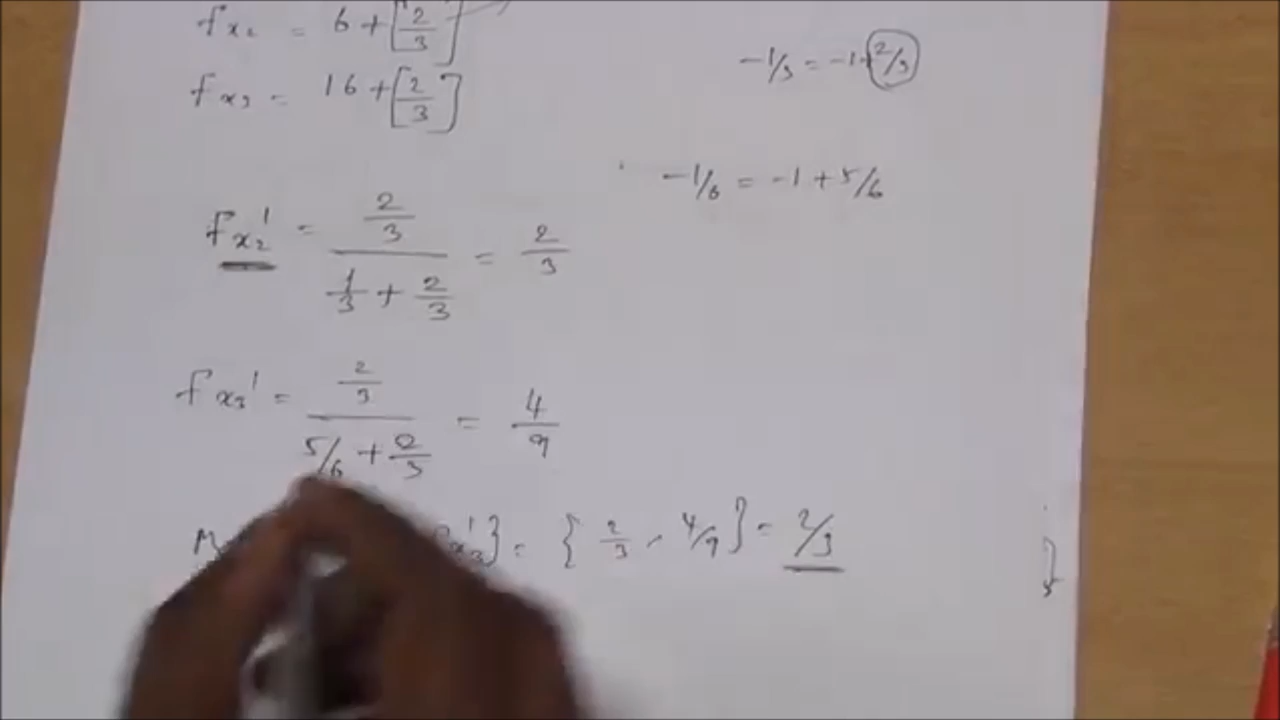 fx₂ = 6 + [2/3]
fx₃ = 16 + [2/3]
-1/3 = -1 + 2/3
-1/6 = -1 + 5/6
fx₂' = (2/3)/(1/3 + 2/3) = 2/3
fx₃' = (2/3)/(5/6 + 2/3) = 4/9
x₃'} = { 2/3, 4/9 } = 2/3